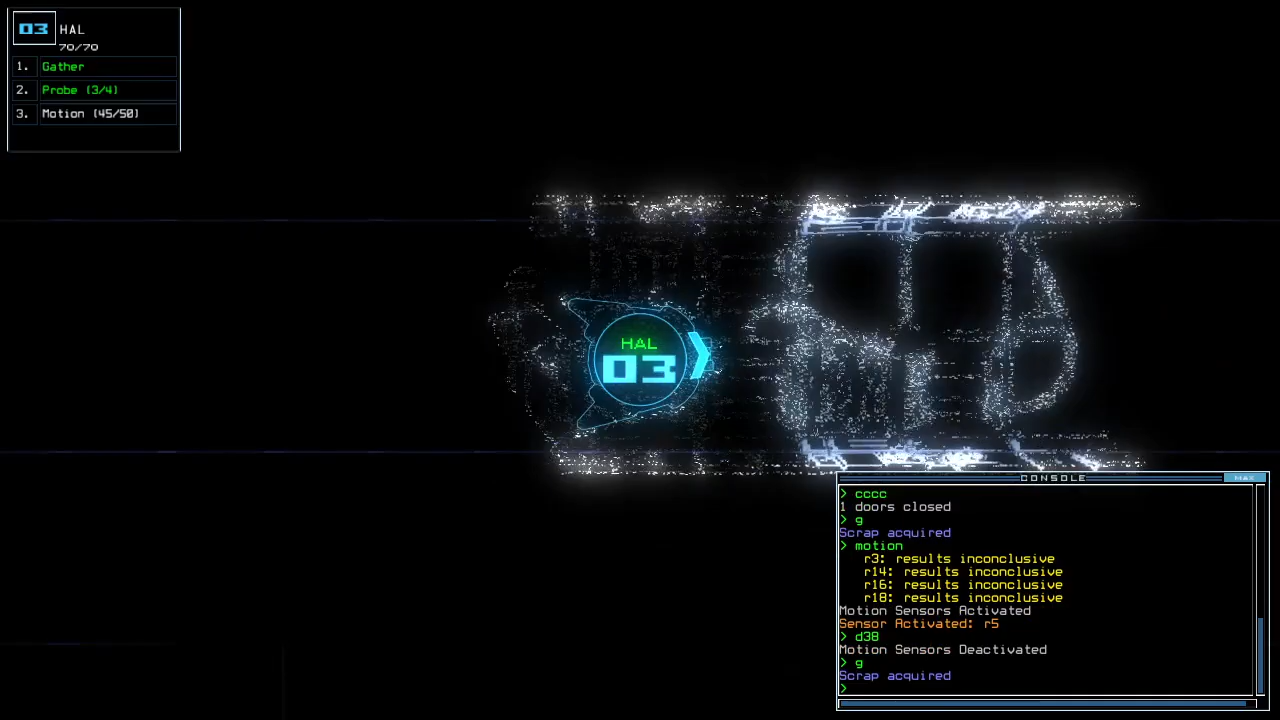 03 HAL
70/70
1. Gather
2. Probe (3/4)
3. Motion (45/50)
HAL
03
CONSOLE
MAX
> cccc
1 doors closed
> g
Scrap acquired
> motion
r3: results inconclusive
r14: results inconclusive
r16: results inconclusive
r18: results inconclusive
Motion Sensors Activated
Sensor Activated: r5
> d38
Motion Sensors Deactivated
> g
Scrap acquired
>